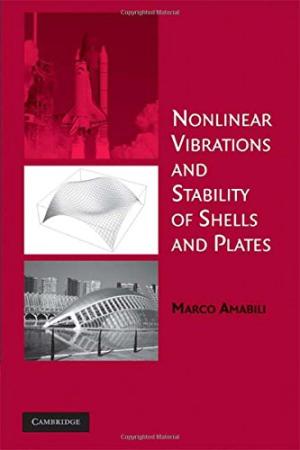 NONLINEAR
VIBRATIONS
AND
STABILITY
OF SHELLS
AND PLATES
MARCO AMABILI
CAMBRIDGE